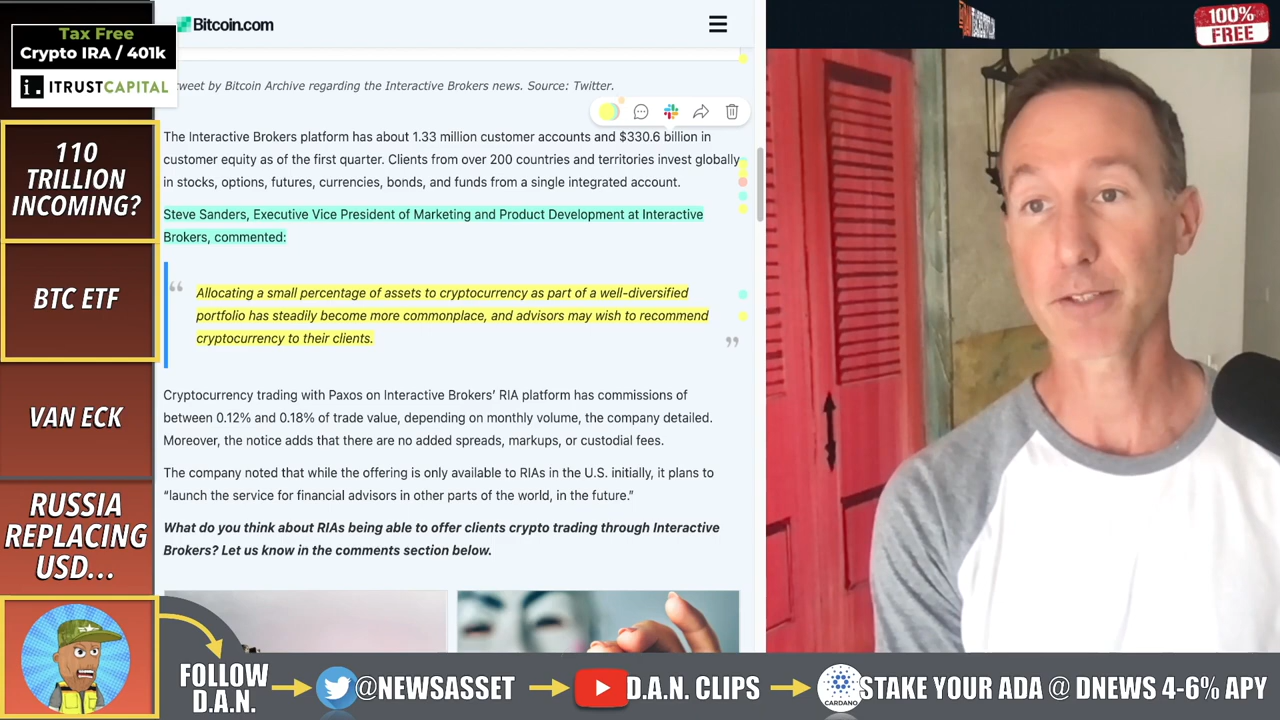 Tax Free
Crypto IRA / 401k
i. ITRUSTCAPITAL
110
TRILLION
INCOMING?
BTC ETF
VAN ECK
RUSSIA
REPLACING
USD...
Bitcoin.com
tweet by Bitcoin Archive regarding the Interactive Brokers news. Source: Twitter.
The Interactive Brokers platform has about 1.33 million customer accounts and $330.6 billion in
customer equity as of the first quarter. Clients from over 200 countries and territories invest globally
in stocks, options, futures, currencies, bonds, and funds from a single integrated account.
Steve Sanders, Executive Vice President of Marketing and Product Development at Interactive
Brokers, commented:
“ Allocating a small percentage of assets to cryptocurrency as part of a well-diversified
portfolio has steadily become more commonplace, and advisors may wish to recommend
cryptocurrency to their clients. ”
Cryptocurrency trading with Paxos on Interactive Brokers’ RIA platform has commissions of
between 0.12% and 0.18% of trade value, depending on monthly volume, the company detailed.
Moreover, the notice adds that there are no added spreads, markups, or custodial fees.
The company noted that while the offering is only available to RIAs in the U.S. initially, it plans to
“launch the service for financial advisors in other parts of the world, in the future.”
What do you think about RIAs being able to offer clients crypto trading through Interactive
Brokers? Let us know in the comments section below.
100%
FREE
FOLLOW
D.A.N.
@NEWSASSET
D.A.N. CLIPS
CARDANO
STAKE YOUR ADA @ DNEWS 4-6% APY